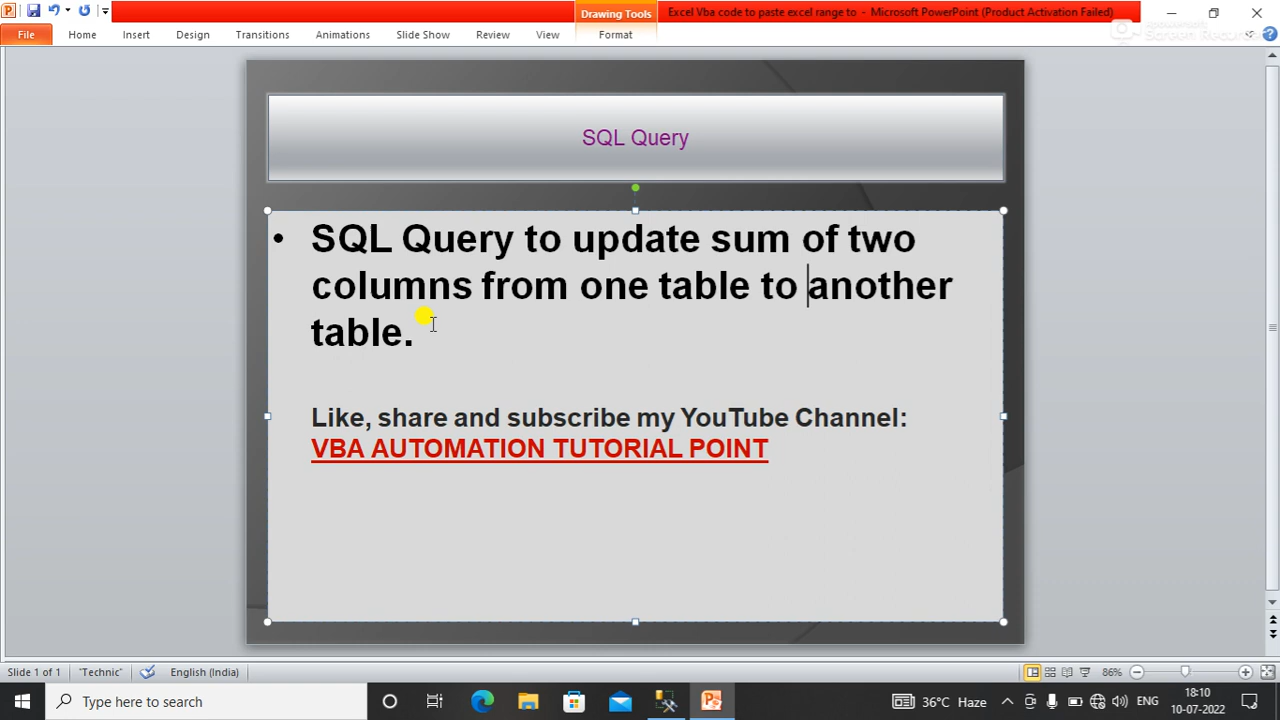 Drawing Tools
Excel Vba code to paste excel range to - Microsoft PowerPoint (Product Activation Failed)
File Home Insert Design Transitions Animations Slide Show Review View Format
SQL Query
• SQL Query to update sum of two
columns from one table to another
table.
Like, share and subscribe my YouTube Channel:
VBA AUTOMATION TUTORIAL POINT
Slide 1 of 1 "Technic" English (India) 86%
Type here to search
36°C Haze ENG
18:10
10-07-2022